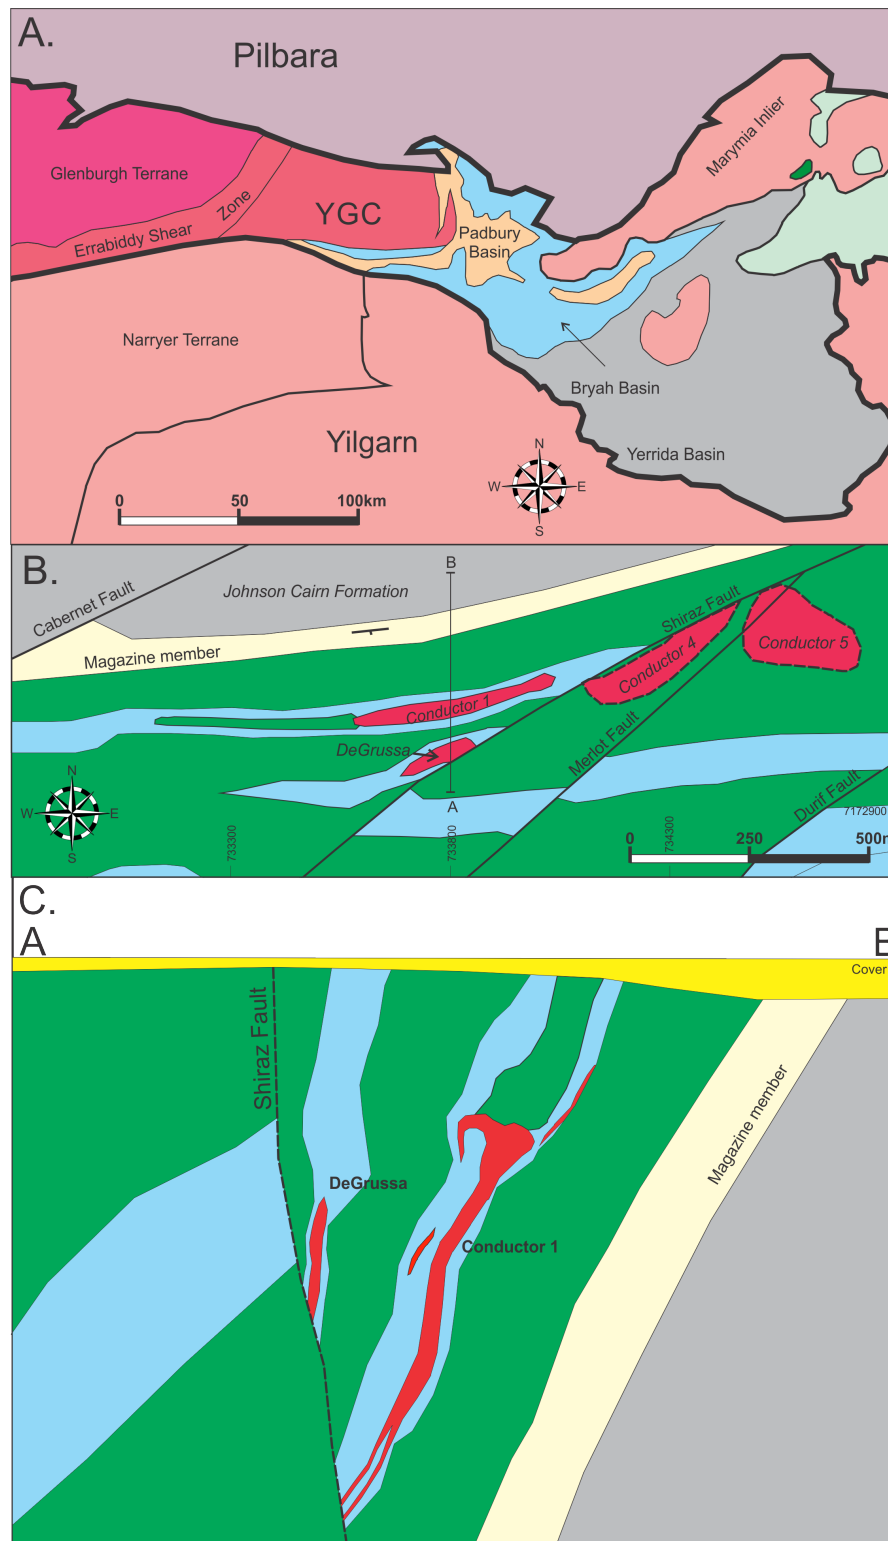 A.
Pilbara
Marymia Inlier
Glenburgh Terrane
Zone
YGC
Errabiddy Shear
Padbury
Basin
Narryer Terrane
Bryah Basin
Yilgarn
Yerrida Basin
N
W
E
S
0
50
100km
B.
B
Johnson Cairn Formation
Cabernet Fault
Shiraz Fault
Magazine member
Conductor 4
Conductor 5
Conductor 1
DeGrussa
Merlot Fault
N
W
E
S
A
Durif Fault
7172900
733300
733800
734300
0
250
500m
C.
A
B
Cover
Shiraz Fault
Magazine member
DeGrussa
Conductor 1